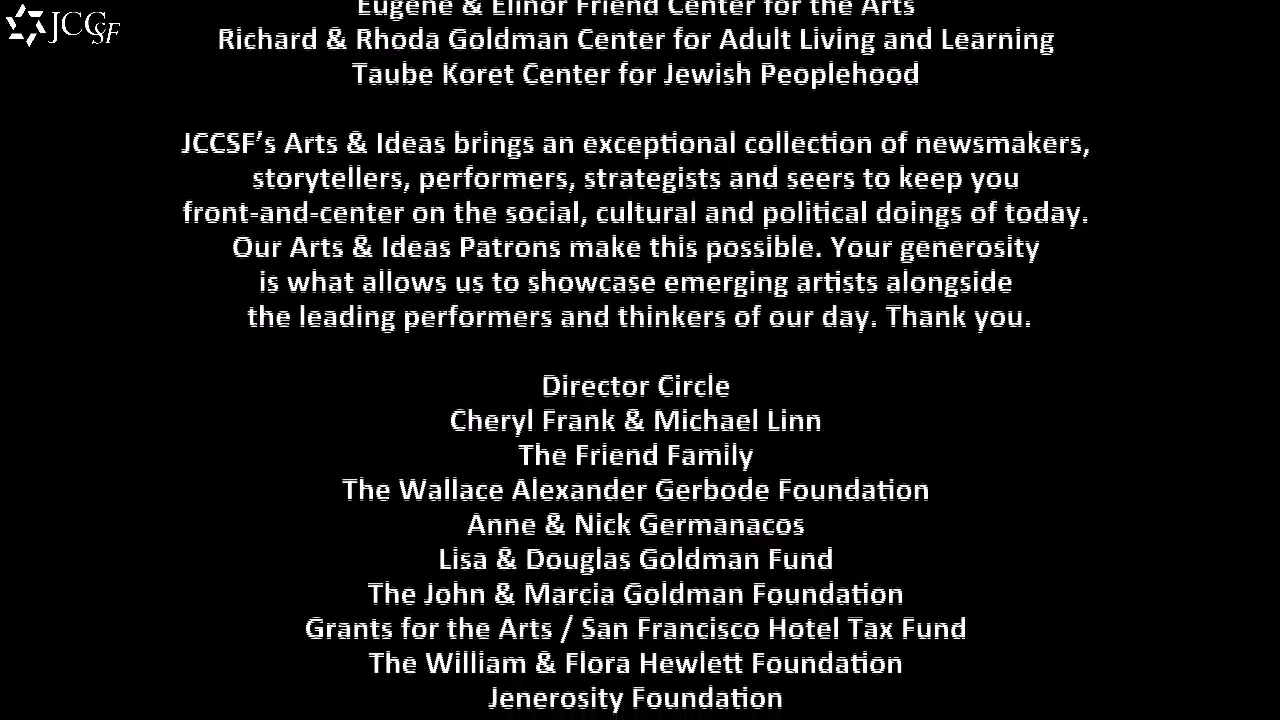 JCCSF
Eugene & Elinor Friend Center for the Arts
Richard & Rhoda Goldman Center for Adult Living and Learning
Taube Koret Center for Jewish Peoplehood
JCCSF’s Arts & Ideas brings an exceptional collection of newsmakers,
storytellers, performers, strategists and seers to keep you
front-and-center on the social, cultural and political doings of today.
Our Arts & Ideas Patrons make this possible. Your generosity
is what allows us to showcase emerging artists alongside
the leading performers and thinkers of our day. Thank you.
Director Circle
Cheryl Frank & Michael Linn
The Friend Family
The Wallace Alexander Gerbode Foundation
Anne & Nick Germanacos
Lisa & Douglas Goldman Fund
The John & Marcia Goldman Foundation
Grants for the Arts / San Francisco Hotel Tax Fund
The William & Flora Hewlett Foundation
Jenerosity Foundation